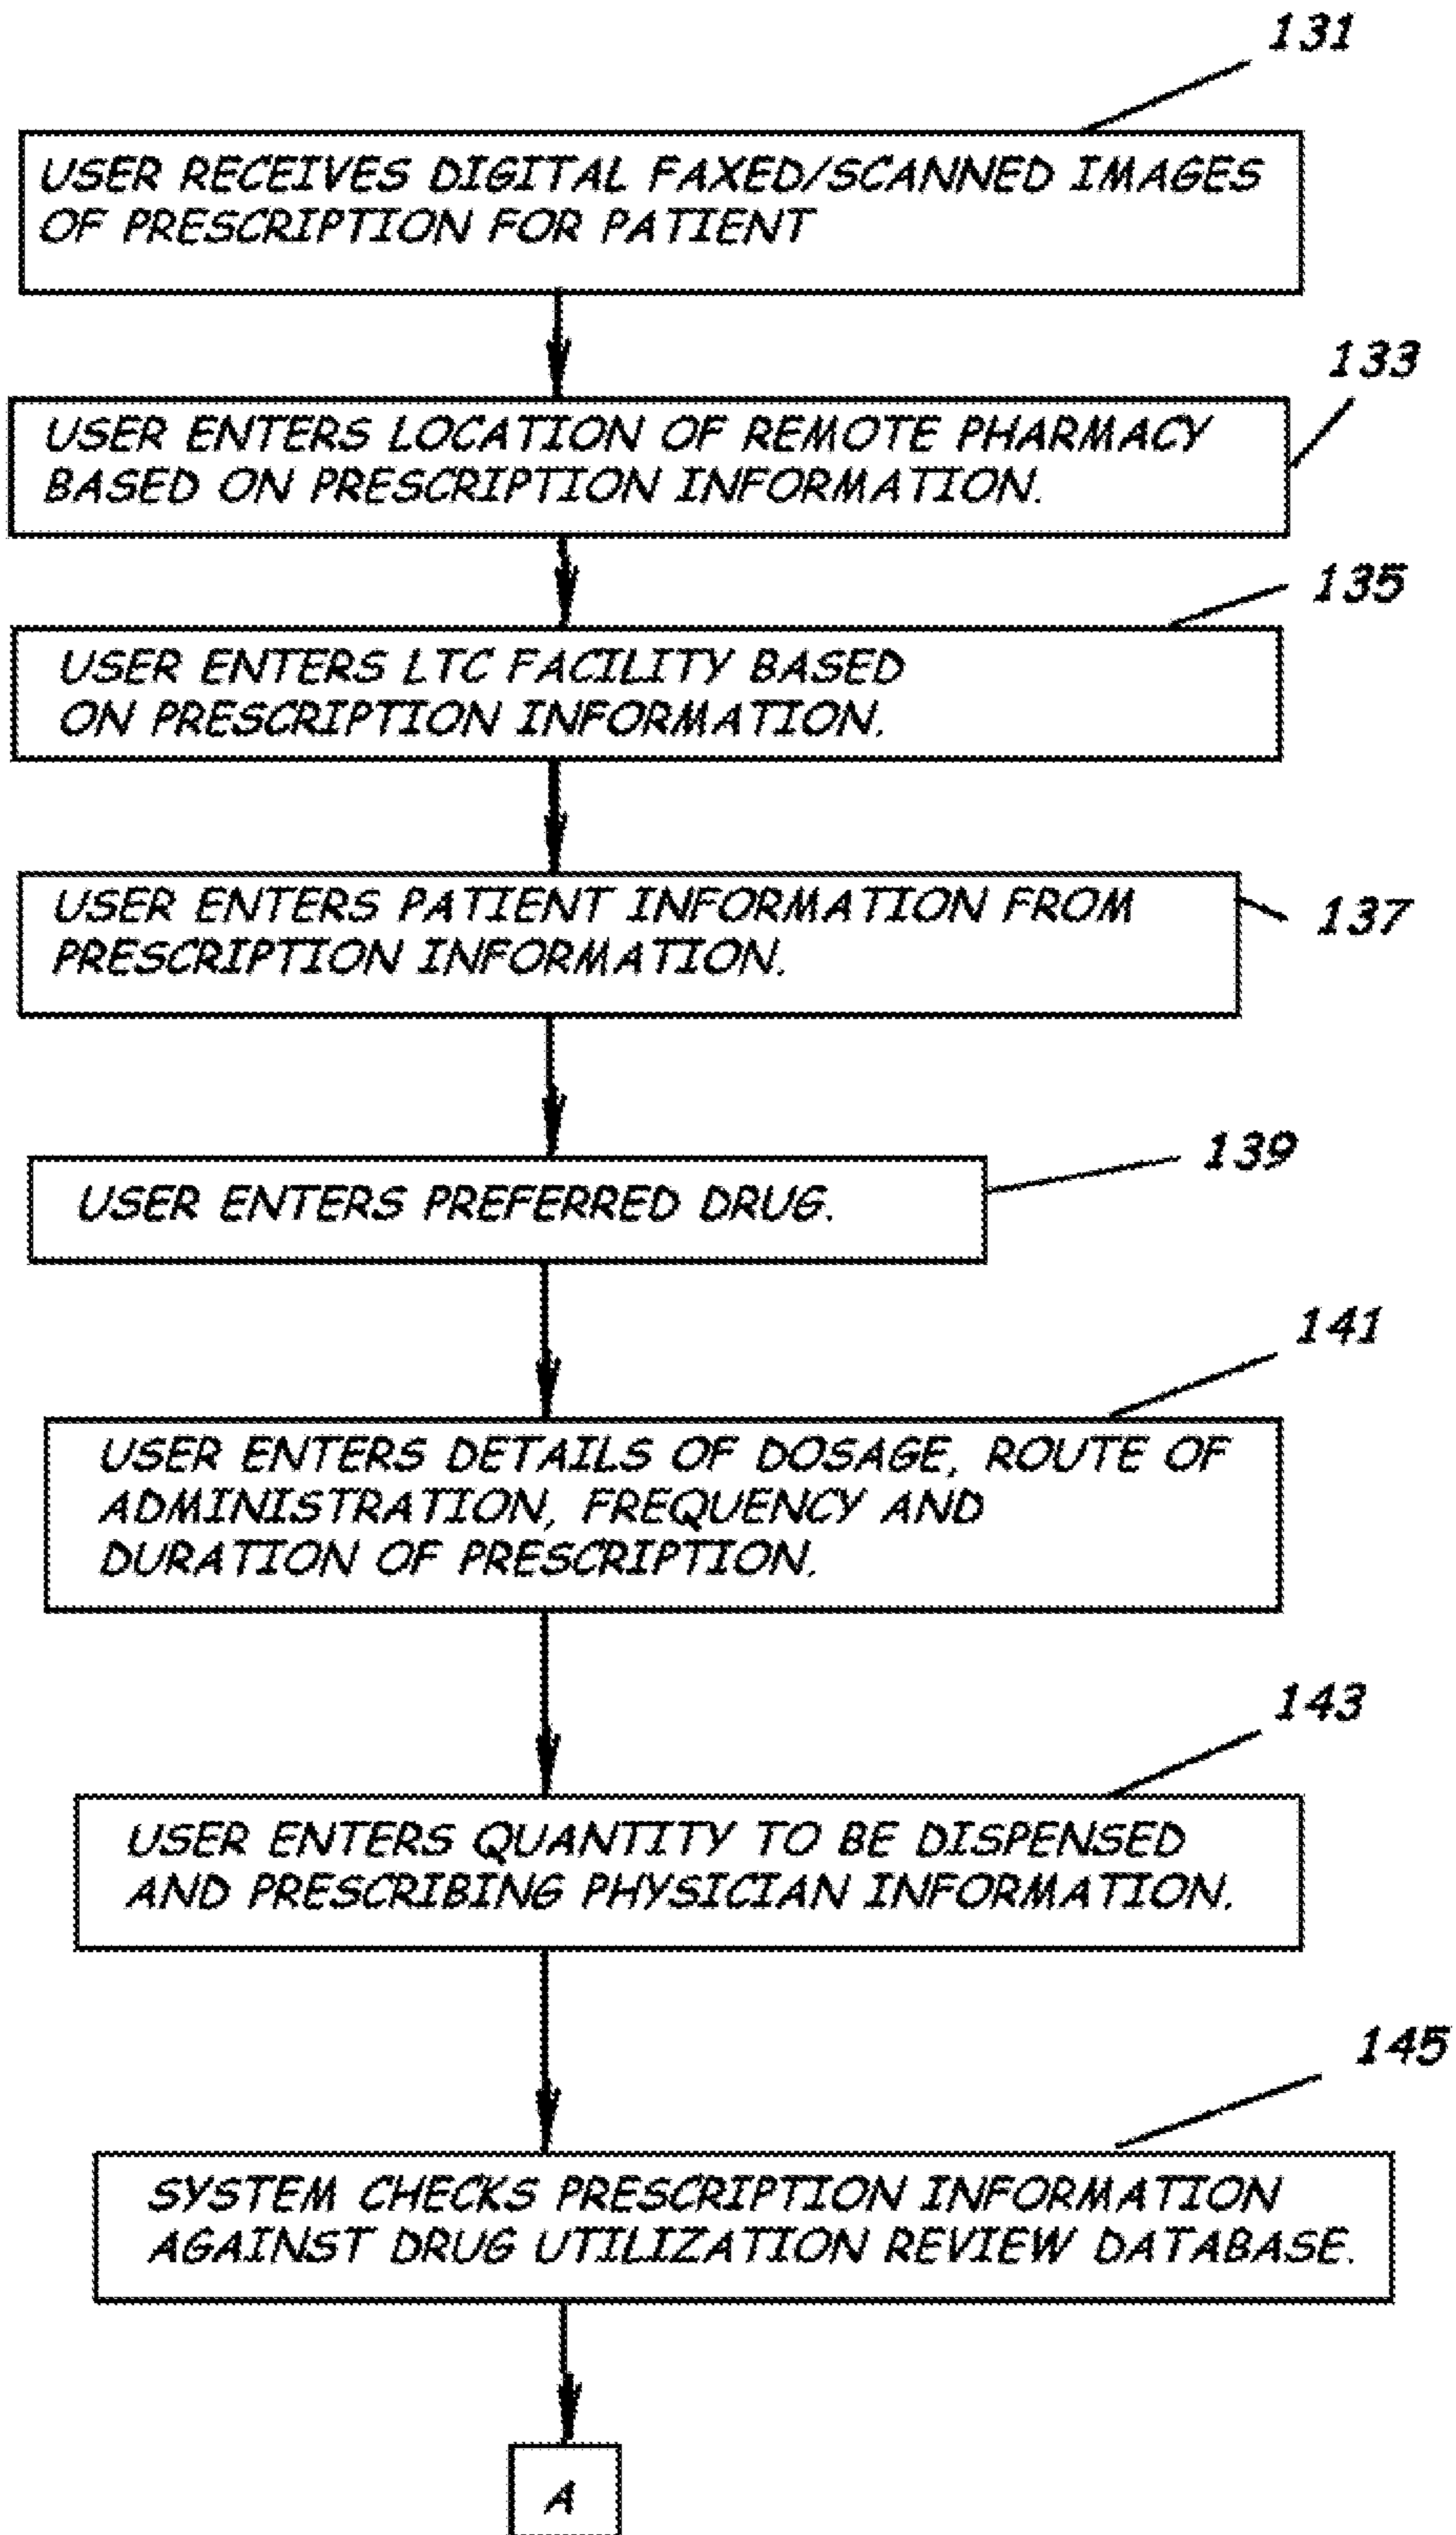 131
USER RECEIVES DIGITAL FAXED/SCANNED IMAGES
OF PRESCRIPTION FOR PATIENT
133
USER ENTERS LOCATION OF REMOTE PHARMACY
BASED ON PRESCRIPTION INFORMATION.
135
USER ENTERS LTC FACILITY BASED
ON PRESCRIPTION INFORMATION.
137
USER ENTERS PATIENT INFORMATION FROM
PRESCRIPTION INFORMATION.
139
USER ENTERS PREFERRED DRUG.
141
USER ENTERS DETAILS OF DOSAGE, ROUTE OF
ADMINISTRATION, FREQUENCY AND
DURATION OF PRESCRIPTION.
143
USER ENTERS QUANTITY TO BE DISPENSED
AND PRESCRIBING PHYSICIAN INFORMATION.
145
SYSTEM CHECKS PRESCRIPTION INFORMATION
AGAINST DRUG UTILIZATION REVIEW DATABASE.
A